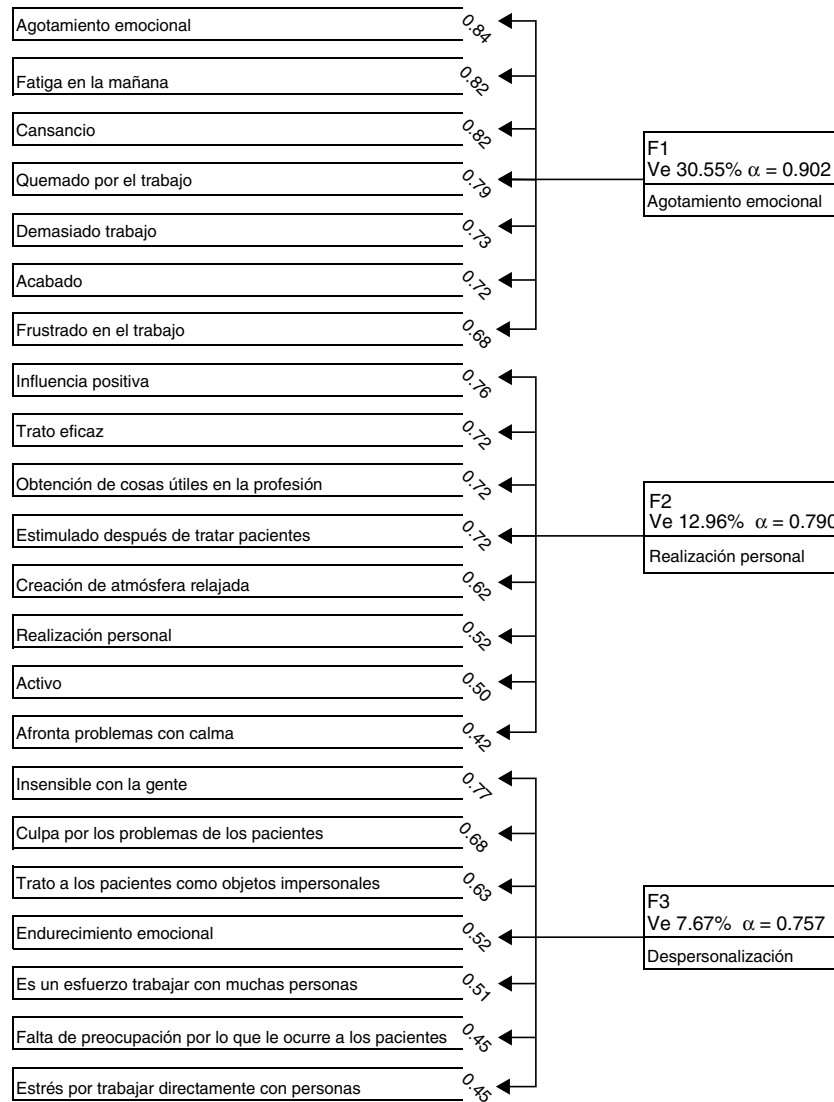 Agotamiento emocional 0.84
Fatiga en la mañana 0.82
Cansancio 0.82
Quemado por el trabajo 0.79
Demasiado trabajo 0.73
Acabado 0.72
Frustrado en el trabajo 0.68
F1
Ve 30.55% α = 0.902
Agotamiento emocional
Influencia positiva 0.76
Trato eficaz 0.72
Obtención de cosas útiles en la profesión 0.72
Estimulado después de tratar pacientes 0.72
Creación de atmósfera relajada 0.62
Realización personal 0.52
Activo 0.50
Afronta problemas con calma 0.42
F2
Ve 12.96% α = 0.790
Realización personal
Insensible con la gente 0.77
Culpa por los problemas de los pacientes 0.68
Trato a los pacientes como objetos impersonales 0.63
Endurecimiento emocional 0.52
Es un esfuerzo trabajar con muchas personas 0.51
Falta de preocupación por lo que le ocurre a los pacientes 0.45
Estrés por trabajar directamente con personas 0.45
F3
Ve 7.67% α = 0.757
Despersonalización